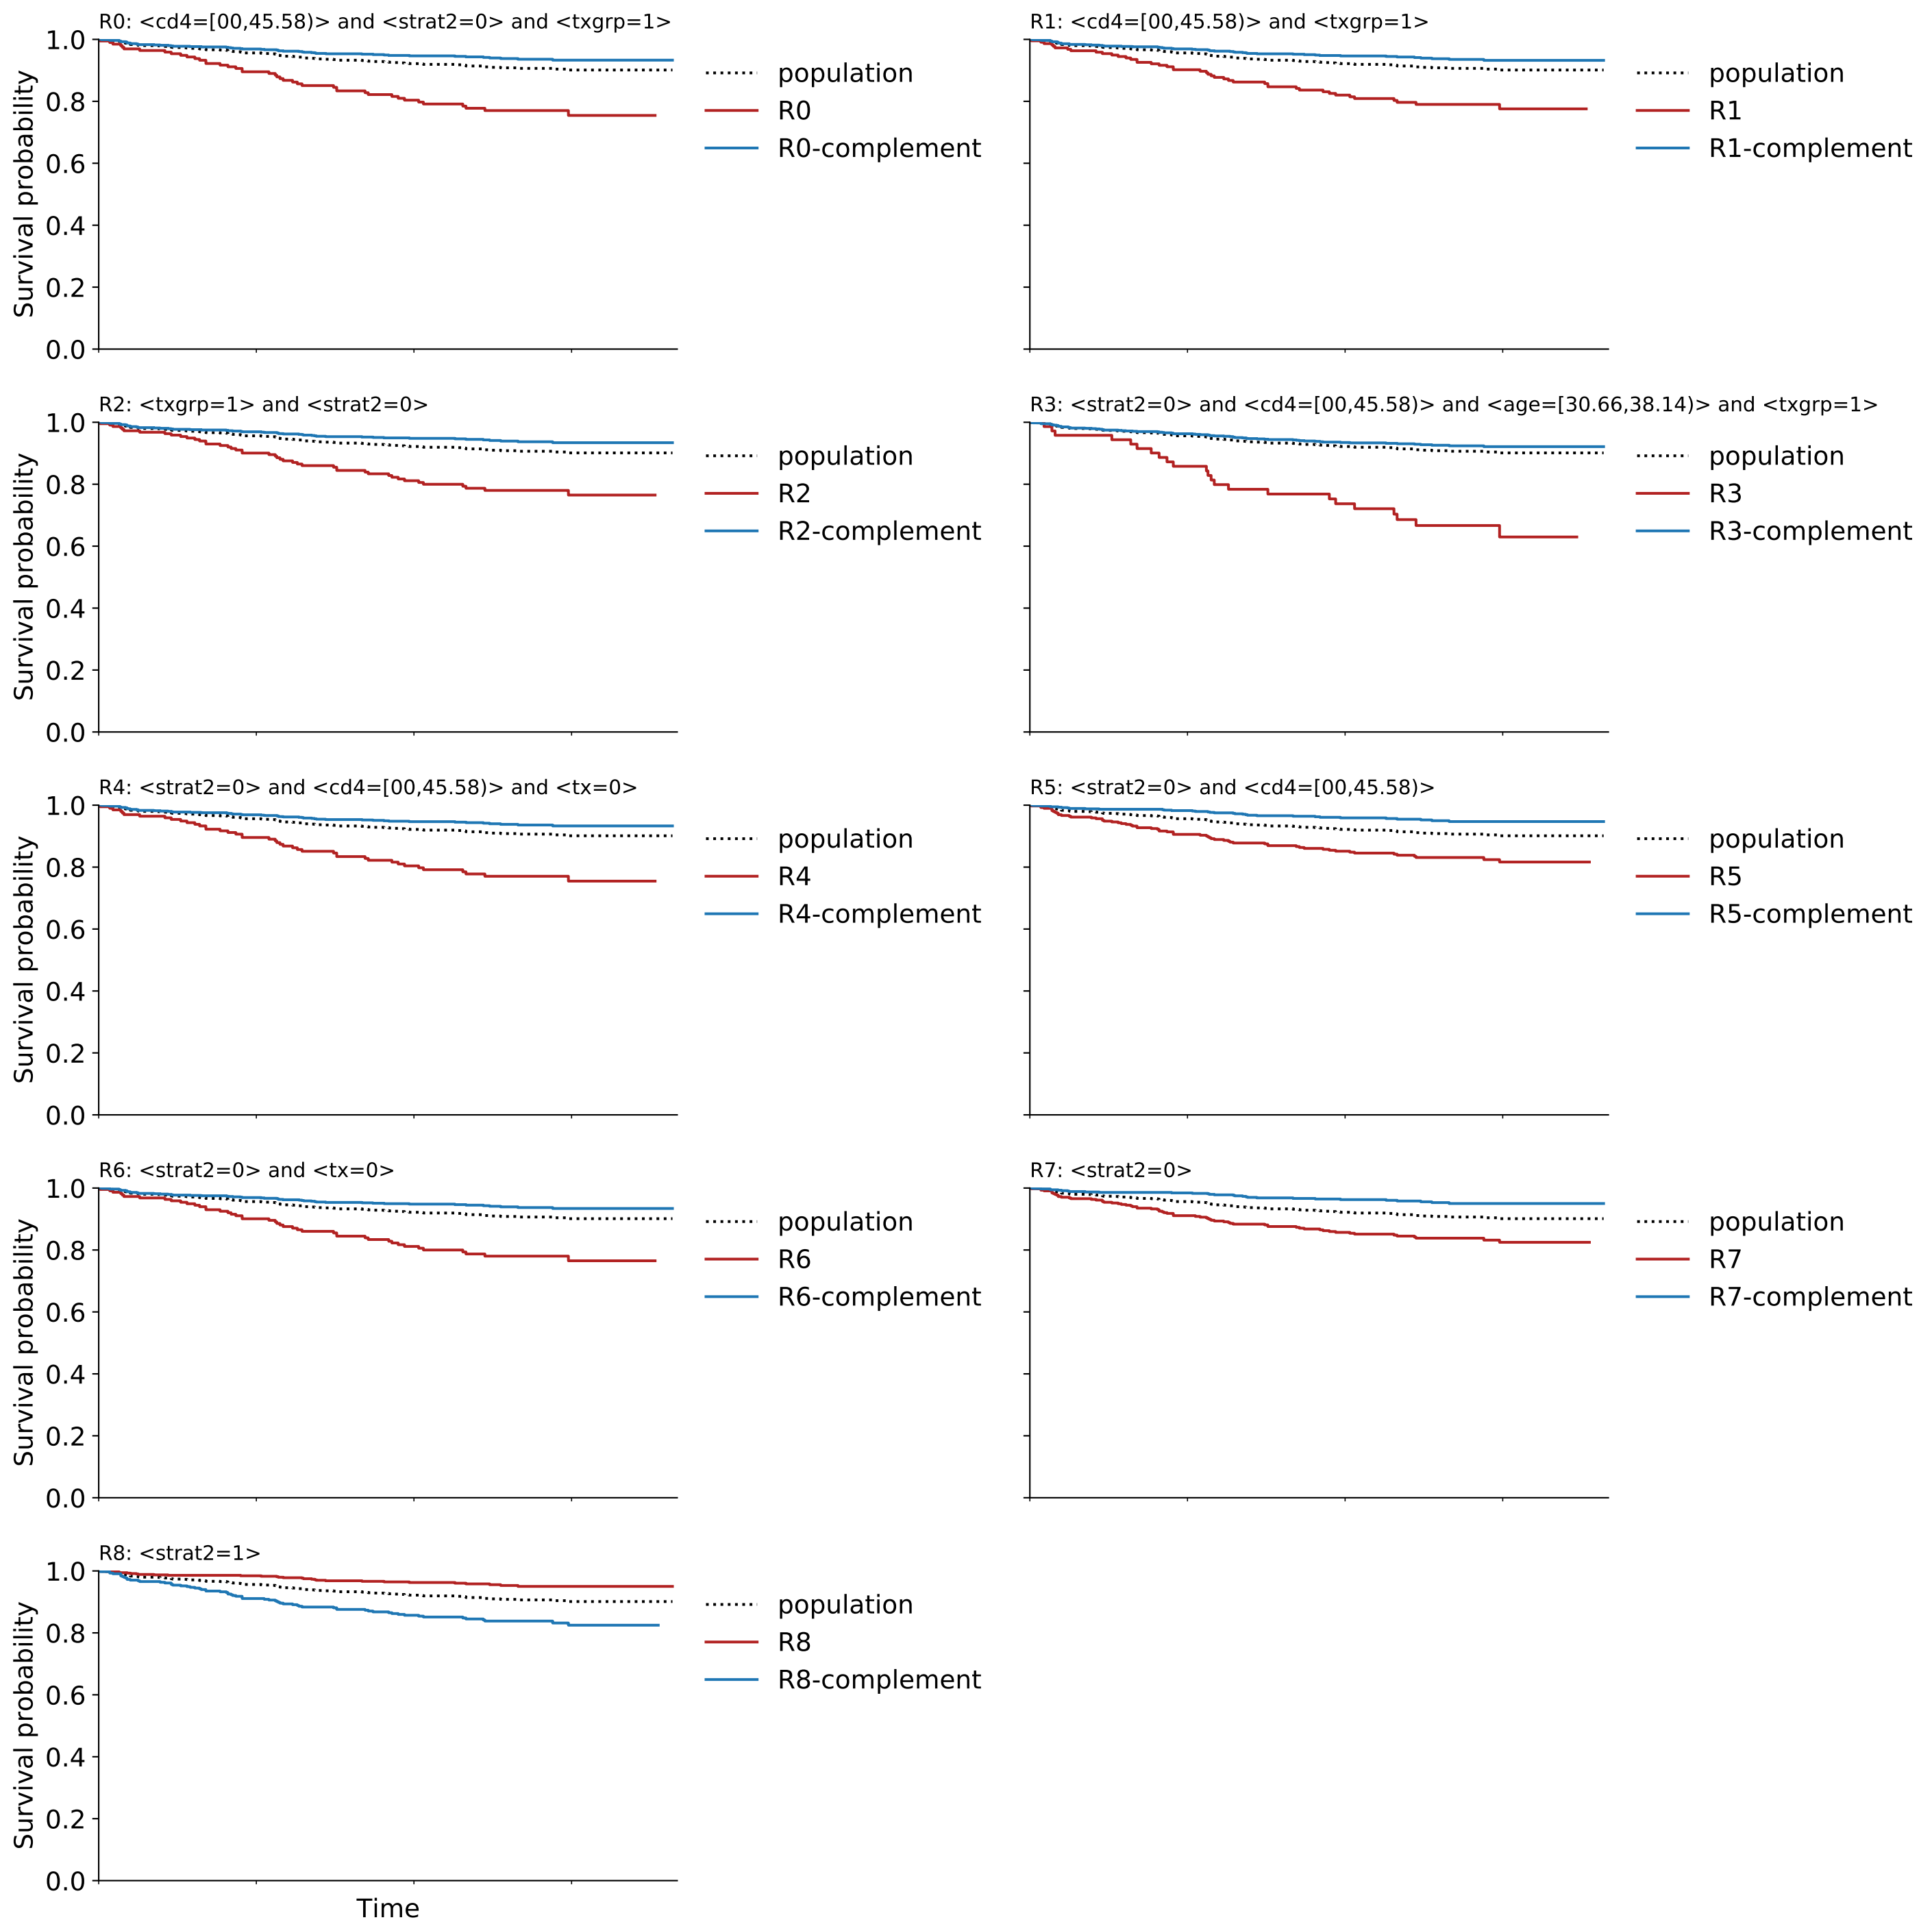 R0: <cd4=[00,45.58)> and <strat2=0> and <txgrp=1>
1.0
0.8
0.6
0.4
0.2
0.0
Survival probability
population
R0
R0-complement
R1: <cd4=[00,45.58)> and <txgrp=1>
population
R1
R1-complement
R2: <txgrp=1> and <strat2=0>
1.0
0.8
0.6
0.4
0.2
0.0
Survival probability
population
R2
R2-complement
R3: <strat2=0> and <cd4=[00,45.58)> and <age=[30.66,38.14)> and <txgrp=1>
population
R3
R3-complement
R4: <strat2=0> and <cd4=[00,45.58)> and <tx=0>
1.0
0.8
0.6
0.4
0.2
0.0
Survival probability
population
R4
R4-complement
R5: <strat2=0> and <cd4=[00,45.58)>
population
R5
R5-complement
R6: <strat2=0> and <tx=0>
1.0
0.8
0.6
0.4
0.2
0.0
Survival probability
population
R6
R6-complement
R7: <strat2=0>
population
R7
R7-complement
R8: <strat2=1>
1.0
0.8
0.6
0.4
0.2
0.0
Survival probability
population
R8
R8-complement
Time